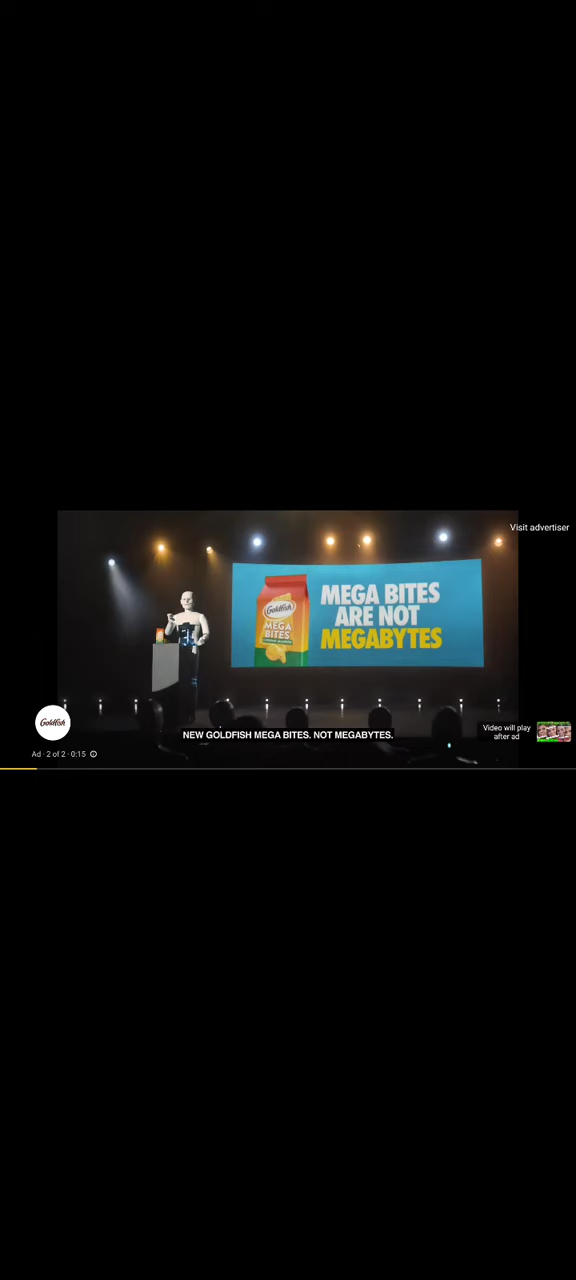 Visit advertiser
MEGA BITES
ARE NOT
MEGABYTES
Goldfish
MEGA
BITES
NEW GOLDFISH MEGA BITES. NOT MEGABYTES.
Goldfish
Video will play
after ad
Ad · 2 of 2 · 0:15